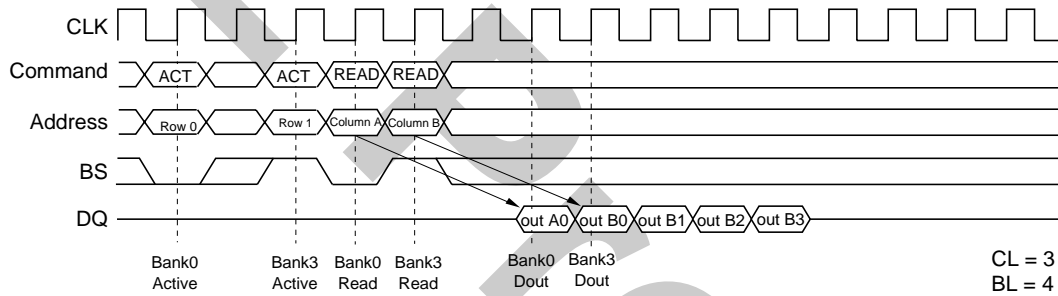 CLK
Command ACT ACT READ READ
Address Row 0 Row 1 Column A Column B
BS
DQ out A0 out B0 out B1 out B2 out B3
Bank0 Active
Bank3 Active
Bank0 Read
Bank3 Read
Bank0 Dout
Bank3 Dout
CL = 3
BL = 4